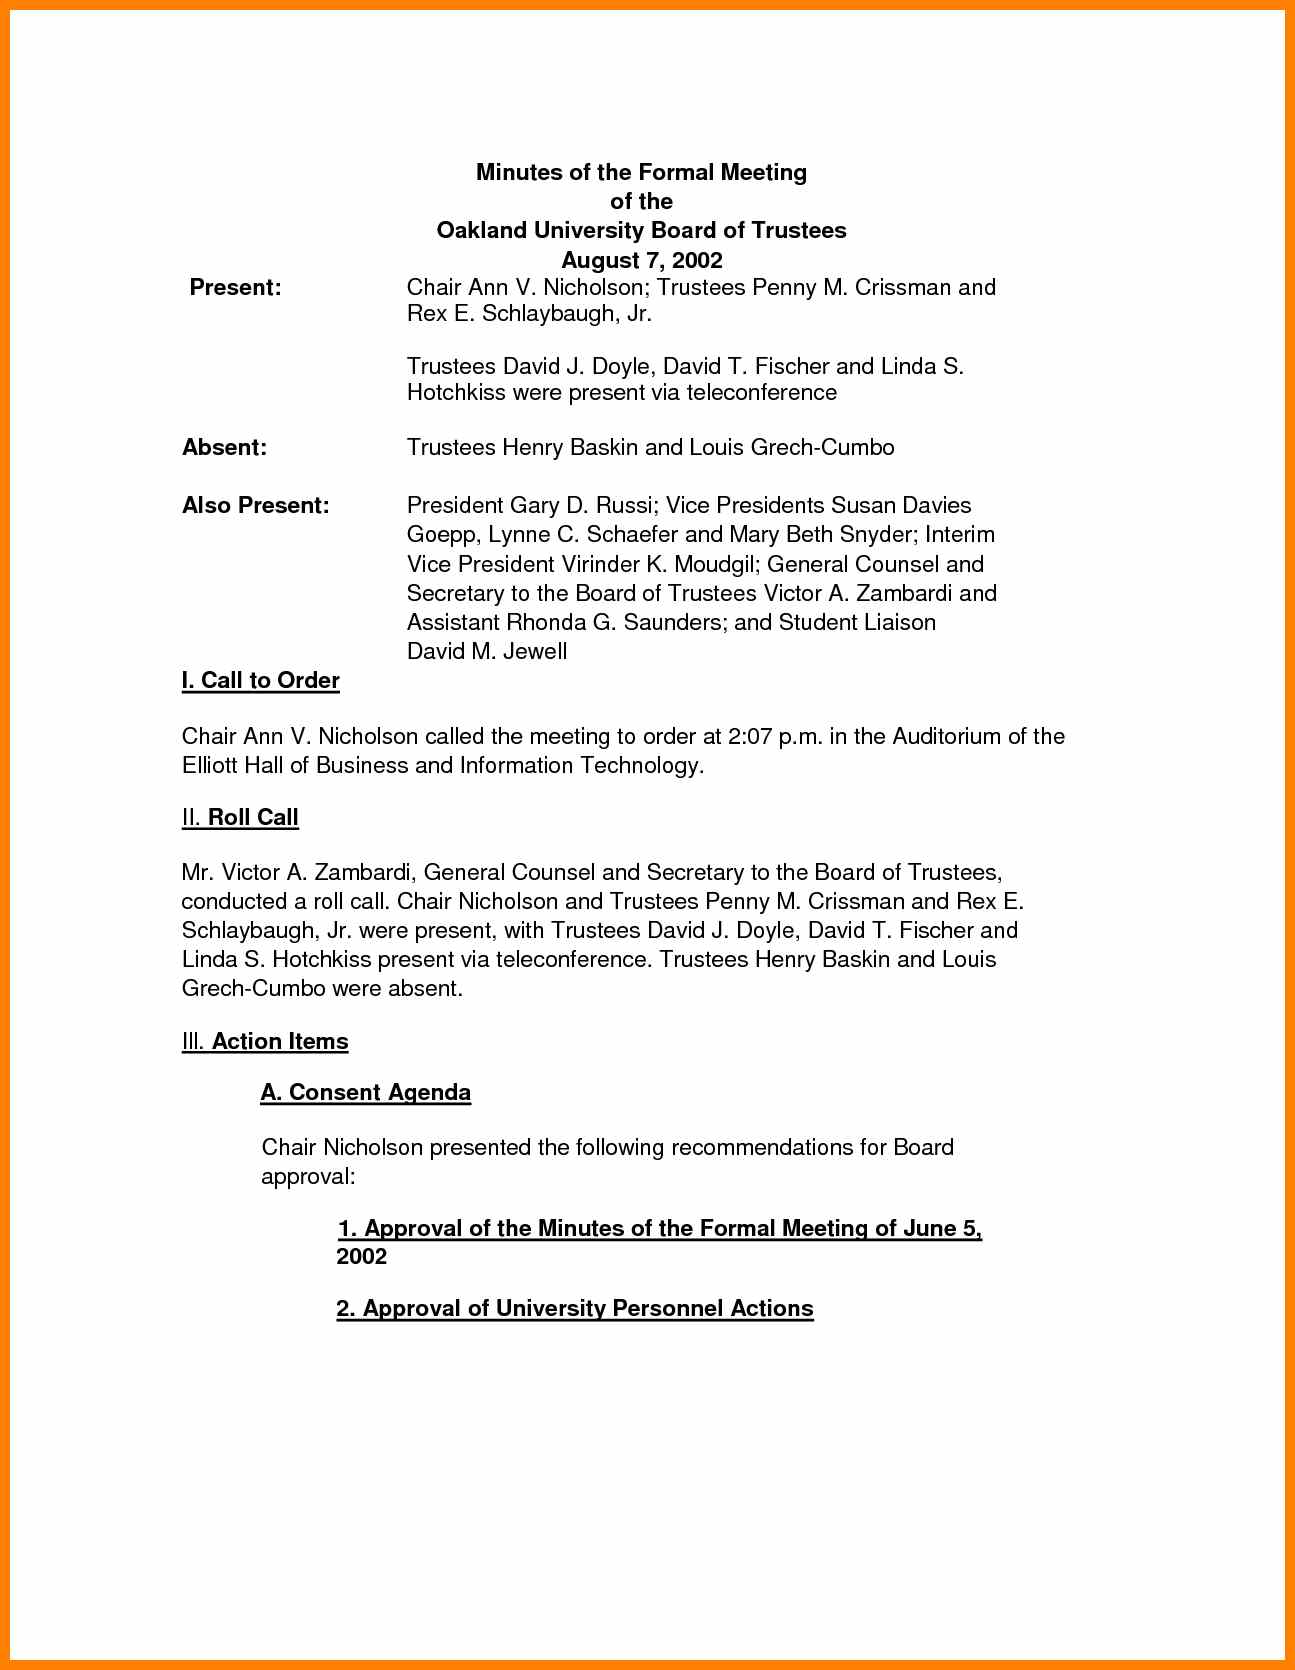 Minutes of the Formal Meeting
of the
Oakland University Board of Trustees
August 7, 2002
Present: Chair Ann V. Nicholson; Trustees Penny M. Crissman and
Rex E. Schlaybaugh, Jr.
Trustees David J. Doyle, David T. Fischer and Linda S.
Hotchkiss were present via teleconference
Absent: Trustees Henry Baskin and Louis Grech-Cumbo
Also Present: President Gary D. Russi; Vice Presidents Susan Davies
Goepp, Lynne C. Schaefer and Mary Beth Snyder; Interim
Vice President Virinder K. Moudgil; General Counsel and
Secretary to the Board of Trustees Victor A. Zambardi and
Assistant Rhonda G. Saunders; and Student Liaison
David M. Jewell
I. Call to Order
Chair Ann V. Nicholson called the meeting to order at 2:07 p.m. in the Auditorium of the
Elliott Hall of Business and Information Technology.
II. Roll Call
Mr. Victor A. Zambardi, General Counsel and Secretary to the Board of Trustees,
conducted a roll call. Chair Nicholson and Trustees Penny M. Crissman and Rex E.
Schlaybaugh, Jr. were present, with Trustees David J. Doyle, David T. Fischer and
Linda S. Hotchkiss present via teleconference. Trustees Henry Baskin and Louis
Grech-Cumbo were absent.
III. Action Items
A. Consent Agenda
Chair Nicholson presented the following recommendations for Board
approval:
1. Approval of the Minutes of the Formal Meeting of June 5,
2002
2. Approval of University Personnel Actions